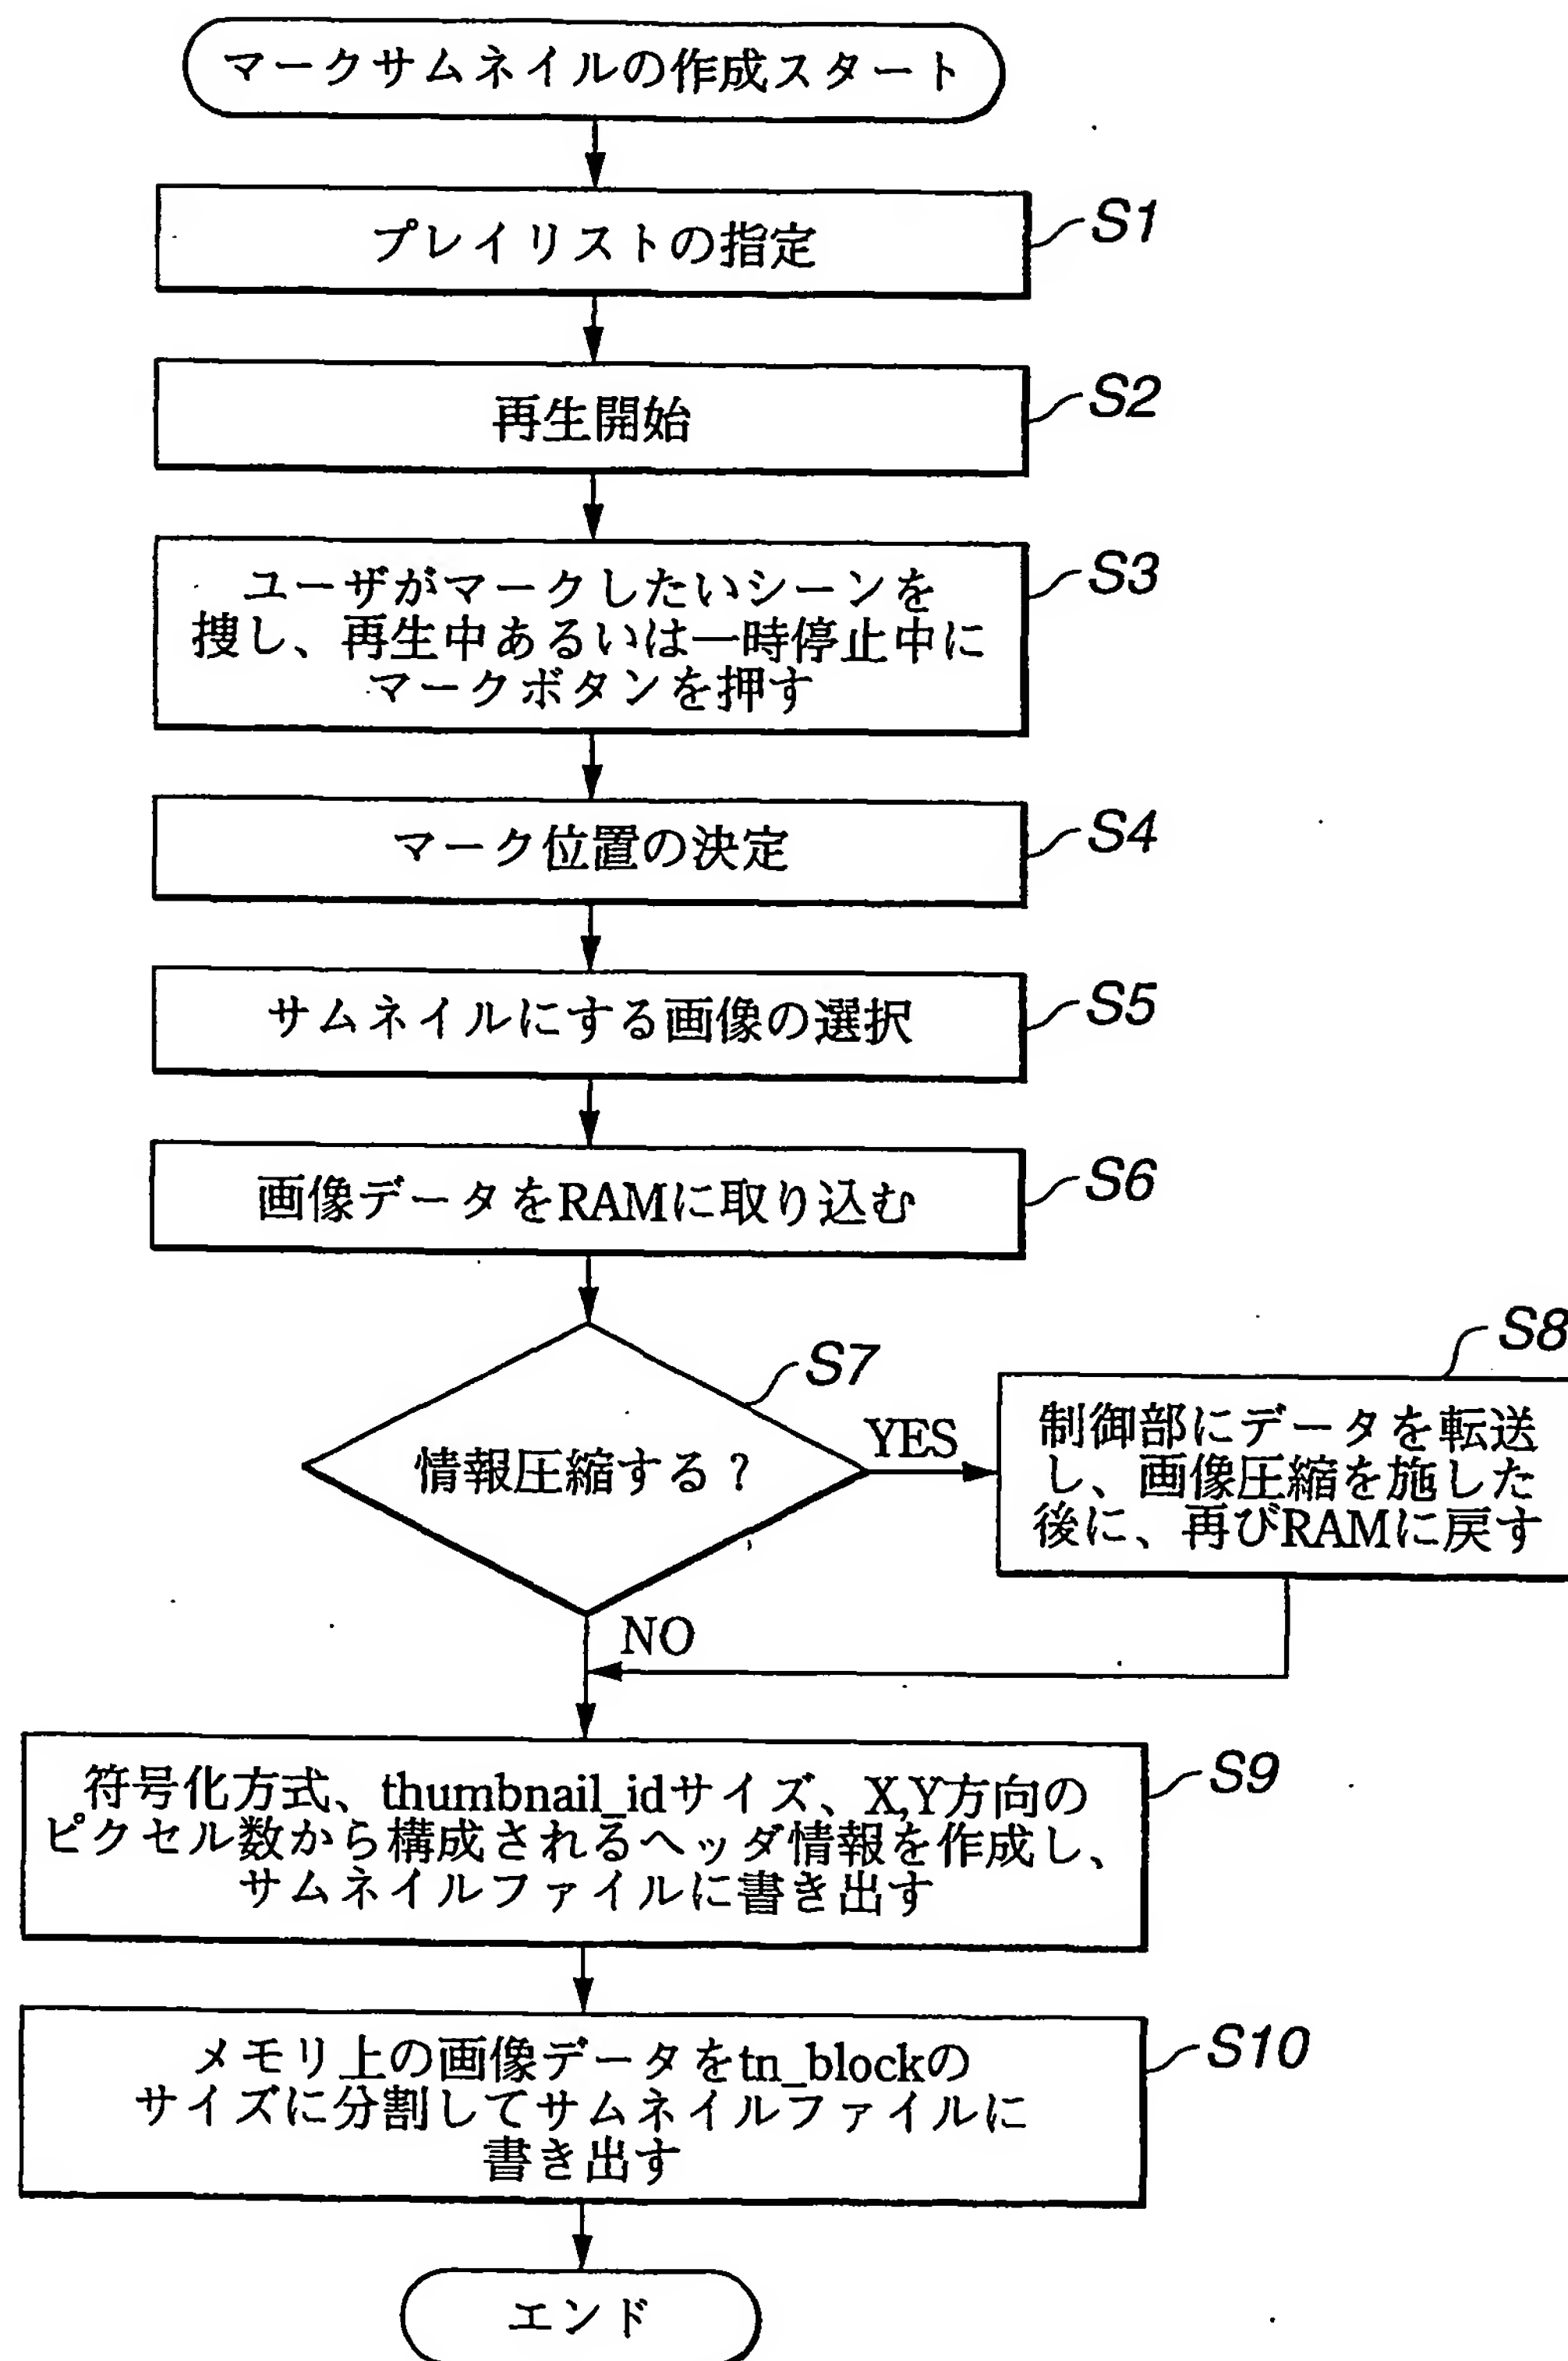 マークサムネイルの作成スタート
プレイリストの指定
S1
再生開始
S2
ユーザがマークしたいシーンを
捜し、再生中あるいは一時停止中に
マークボタンを押す
S3
マーク位置の決定
S4
サムネイルにする画像の選択
S5
画像データをRAMに取り込む
S6
情報圧縮する?
S7
YES
制御部にデータを転送
し、画像圧縮を施した
後に、再びRAMに戻す
S8
NO
符号化方式、thumbnail_idサイズ、X,Y方向の
ピクセル数から構成されるヘッダ情報を作成し、
サムネイルファイルに書き出す
S9
メモリ上の画像データをtn_blockの
サイズに分割してサムネイルファイルに
書き出す
S10
エンド